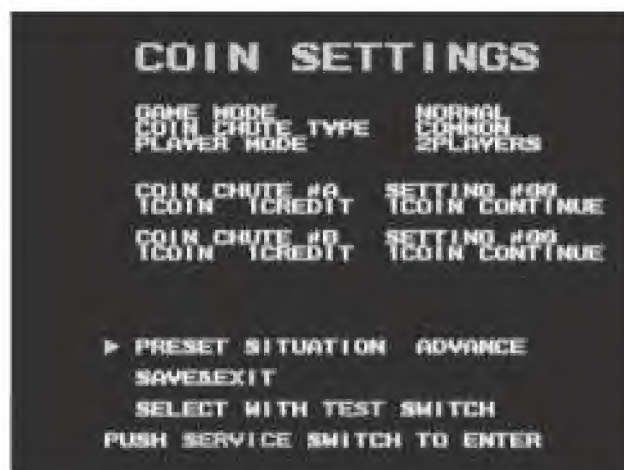 COIN SETTINGS
GAME MODE NORMAL
COIN CHUTE TYPE COMMON
PLAYER MODE 2PLAYERS
COIN CHUTE #A SETTING #00
1COIN 1CREDIT 1COIN CONTINUE
COIN CHUTE #B SETTING #00
1COIN 1CREDIT 1COIN CONTINUE
▶ PRESET SITUATION ADVANCE
SAVE&EXIT
SELECT WITH TEST SWITCH
PUSH SERVICE SWITCH TO ENTER